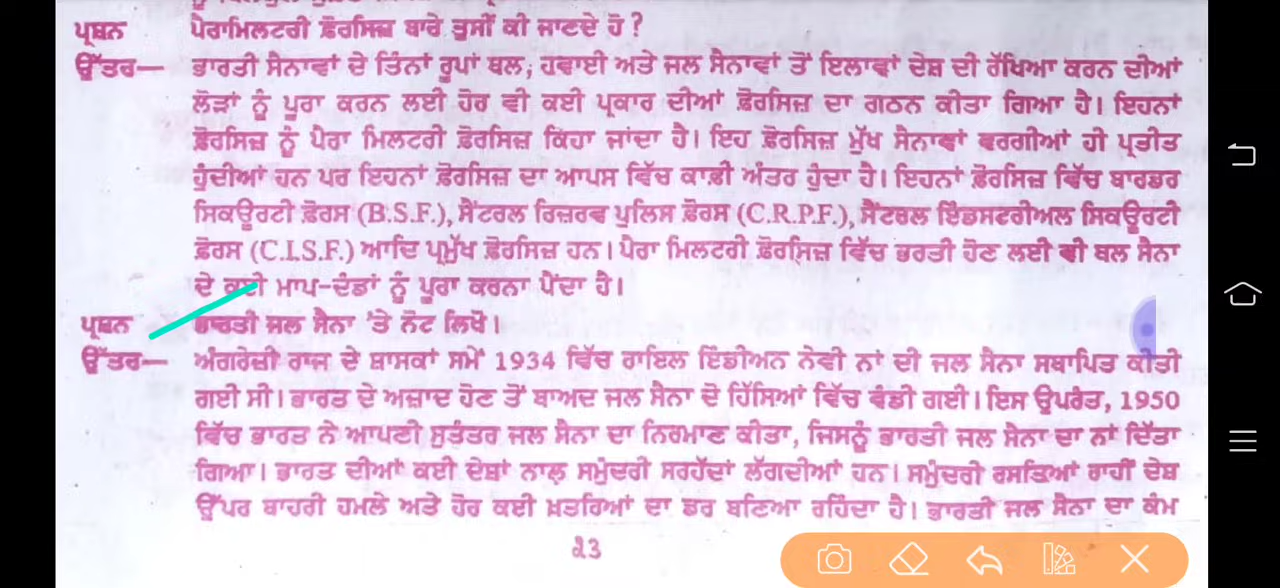 ਪ੍ਰਸ਼ਨ ਪੈਰਾਮਿਲਟਰੀ ਫ਼ੋਰਸਿਜ਼ ਬਾਰੇ ਤੁਸੀਂ ਕੀ ਜਾਣਦੇ ਹੋ ?
ਉੱਤਰ— ਭਾਰਤੀ ਸੈਨਾਵਾਂ ਦੇ ਤਿੰਨਾਂ ਰੂਪਾਂ ਥਲ, ਹਵਾਈ ਅਤੇ ਜਲ ਸੈਨਾਵਾਂ ਤੋਂ ਇਲਾਵਾਂ ਦੇਸ਼ ਦੀ ਰੱਖਿਆ ਕਰਨ ਦੀਆਂ
ਲੋੜਾਂ ਨੂੰ ਪੂਰਾ ਕਰਨ ਲਈ ਹੋਰ ਵੀ ਕਈ ਪ੍ਰਕਾਰ ਦੀਆਂ ਫ਼ੋਰਸਿਜ਼ ਦਾ ਗਠਨ ਕੀਤਾ ਗਿਆ ਹੈ। ਇਹਨਾਂ
ਫ਼ੋਰਸਿਜ਼ ਨੂੰ ਪੈਰਾ ਮਿਲਟਰੀ ਫ਼ੋਰਸਿਜ਼ ਕਿਹਾ ਜਾਂਦਾ ਹੈ। ਇਹ ਫ਼ੋਰਸਿਜ਼ ਮੁੱਖ ਸੈਨਾਵਾਂ ਵਰਗੀਆਂ ਹੀ ਪ੍ਰਤੀਤ
ਹੁੰਦੀਆਂ ਹਨ ਪਰ ਇਹਨਾਂ ਫ਼ੋਰਸਿਜ਼ ਦਾ ਆਪਸ ਵਿੱਚ ਕਾਫ਼ੀ ਅੰਤਰ ਹੁੰਦਾ ਹੈ। ਇਹਨਾਂ ਫ਼ੋਰਸਿਜ਼ ਵਿੱਚ ਬਾਰਡਰ
ਸਿਕਊਰਟੀ ਫ਼ੋਰਸ (B.S.F.), ਸੈਂਟਰਲ ਰਿਜ਼ਰਵ ਪੁਲਿਸ ਫ਼ੋਰਸ (C.R.P.F.), ਸੈਂਟਰਲ ਇੰਡਸਟਰੀਅਲ ਸਿਕਊਰਟੀ
ਫ਼ੋਰਸ (C.I.S.F.) ਆਦਿ ਪ੍ਰਮੁੱਖ ਫ਼ੋਰਸਿਜ਼ ਹਨ। ਪੈਰਾ ਮਿਲਟਰੀ ਫ਼ੋਰਸਿਜ਼ ਵਿੱਚ ਭਰਤੀ ਹੋਣ ਲਈ ਵੀ ਥਲ ਸੈਨਾ
ਦੇ ਕਈ ਮਾਪ-ਦੰਡਾਂ ਨੂੰ ਪੂਰਾ ਕਰਨਾ ਪੈਂਦਾ ਹੈ।
ਪ੍ਰਸ਼ਨ ਭਾਰਤੀ ਜਲ ਸੈਨਾ 'ਤੇ ਨੋਟ ਲਿਖੋ।
ਉੱਤਰ— ਅੰਗਰੇਜ਼ੀ ਰਾਜ ਦੇ ਸ਼ਾਸਕਾਂ ਸਮੇਂ 1934 ਵਿੱਚ ਰਾਇਲ ਇੰਡੀਅਨ ਨੇਵੀ ਨਾਂ ਦੀ ਜਲ ਸੈਨਾ ਸਥਾਪਿਤ ਕੀਤੀ
ਗਈ ਸੀ। ਭਾਰਤ ਦੇ ਅਜ਼ਾਦ ਹੋਣ ਤੋਂ ਬਾਅਦ ਜਲ ਸੈਨਾ ਦੋ ਹਿੱਸਿਆਂ ਵਿੱਚ ਵੰਡੀ ਗਈ। ਇਸ ਉਪਰੰਤ, 1950
ਵਿੱਚ ਭਾਰਤ ਨੇ ਆਪਣੀ ਸੁਤੰਤਰ ਜਲ ਸੈਨਾ ਦਾ ਨਿਰਮਾਣ ਕੀਤਾ, ਜਿਸਨੂੰ ਭਾਰਤੀ ਜਲ ਸੈਨਾ ਦਾ ਨਾਂ ਦਿੱਤਾ
ਗਿਆ। ਭਾਰਤ ਦੀਆਂ ਕਈ ਦੇਸ਼ਾਂ ਨਾਲ ਸਮੁੰਦਰੀ ਸਰਹੱਦਾਂ ਲੱਗਦੀਆਂ ਹਨ। ਸਮੁੰਦਰੀ ਰਸਤਿਆਂ ਰਾਹੀਂ ਦੇਸ਼
ਉੱਪਰ ਬਾਹਰੀ ਹਮਲੇ ਅਤੇ ਹੋਰ ਕਈ ਖ਼ਤਰਿਆਂ ਦਾ ਡਰ ਬਣਿਆ ਰਹਿੰਦਾ ਹੈ। ਭਾਰਤੀ ਜਲ ਸੈਨਾ ਦਾ ਕੰਮ
੨3